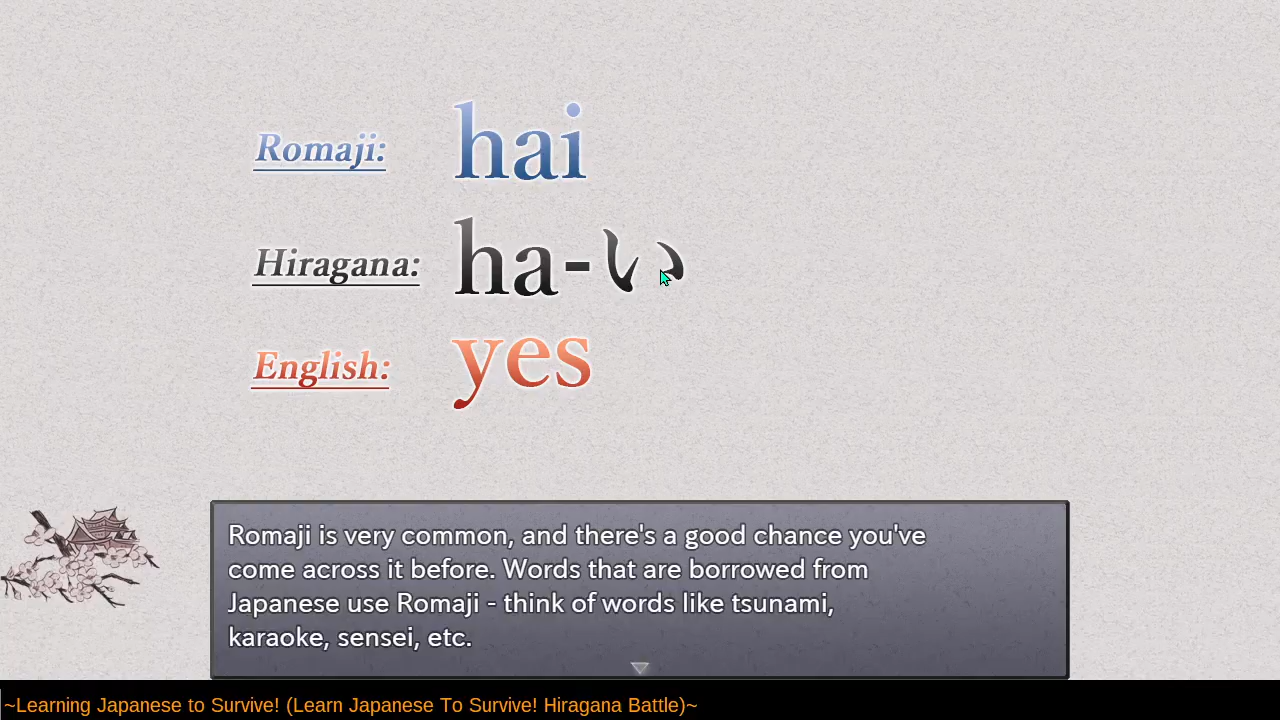 Romaji: hai
Hiragana: ha-い
English: yes
Romaji is very common, and there's a good chance you've
come across it before. Words that are borrowed from
Japanese use Romaji - think of words like tsunami,
karaoke, sensei, etc.
~Learning Japanese to Survive! (Learn Japanese To Survive! Hiragana Battle)~